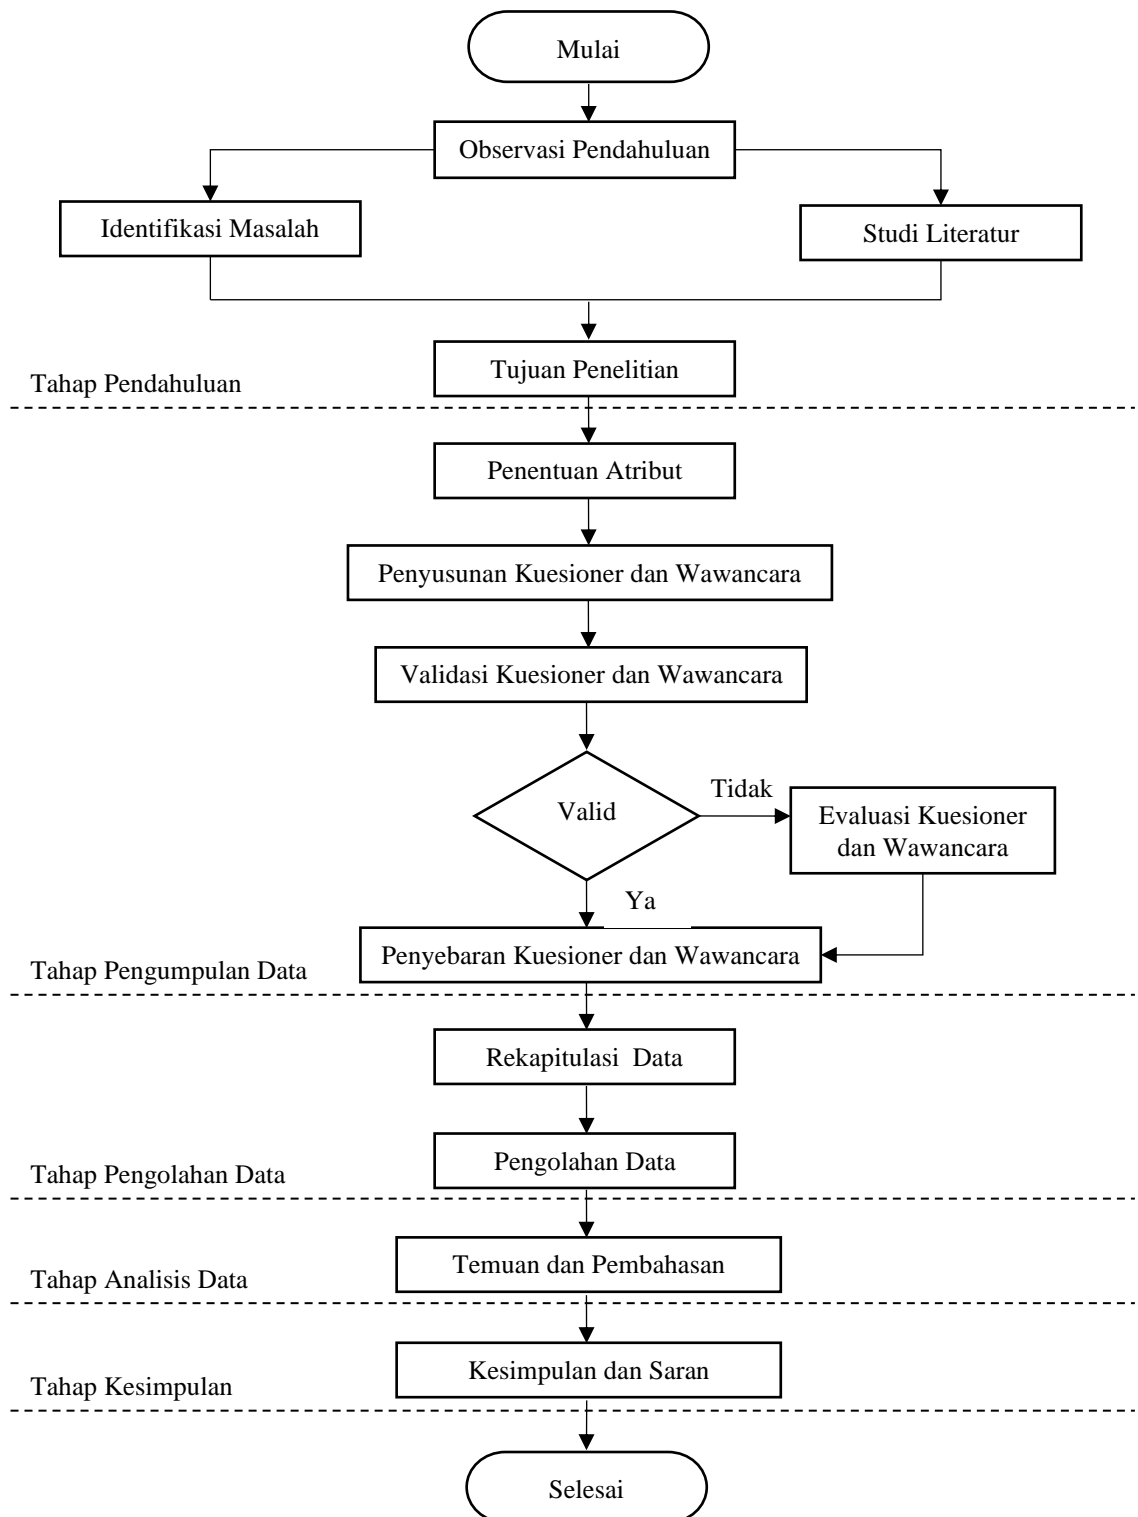 Mulai
Observasi Pendahuluan
Identifikasi Masalah
Studi Literatur
Tujuan Penelitian
Tahap Pendahuluan
Penentuan Atribut
Penyusunan Kuesioner dan Wawancara
Validasi Kuesioner dan Wawancara
Valid
Tidak
Evaluasi Kuesioner
dan Wawancara
Ya
Penyebaran Kuesioner dan Wawancara
Tahap Pengumpulan Data
Rekapitulasi  Data
Pengolahan Data
Tahap Pengolahan Data
Temuan dan Pembahasan
Tahap Analisis Data
Kesimpulan dan Saran
Tahap Kesimpulan
Selesai